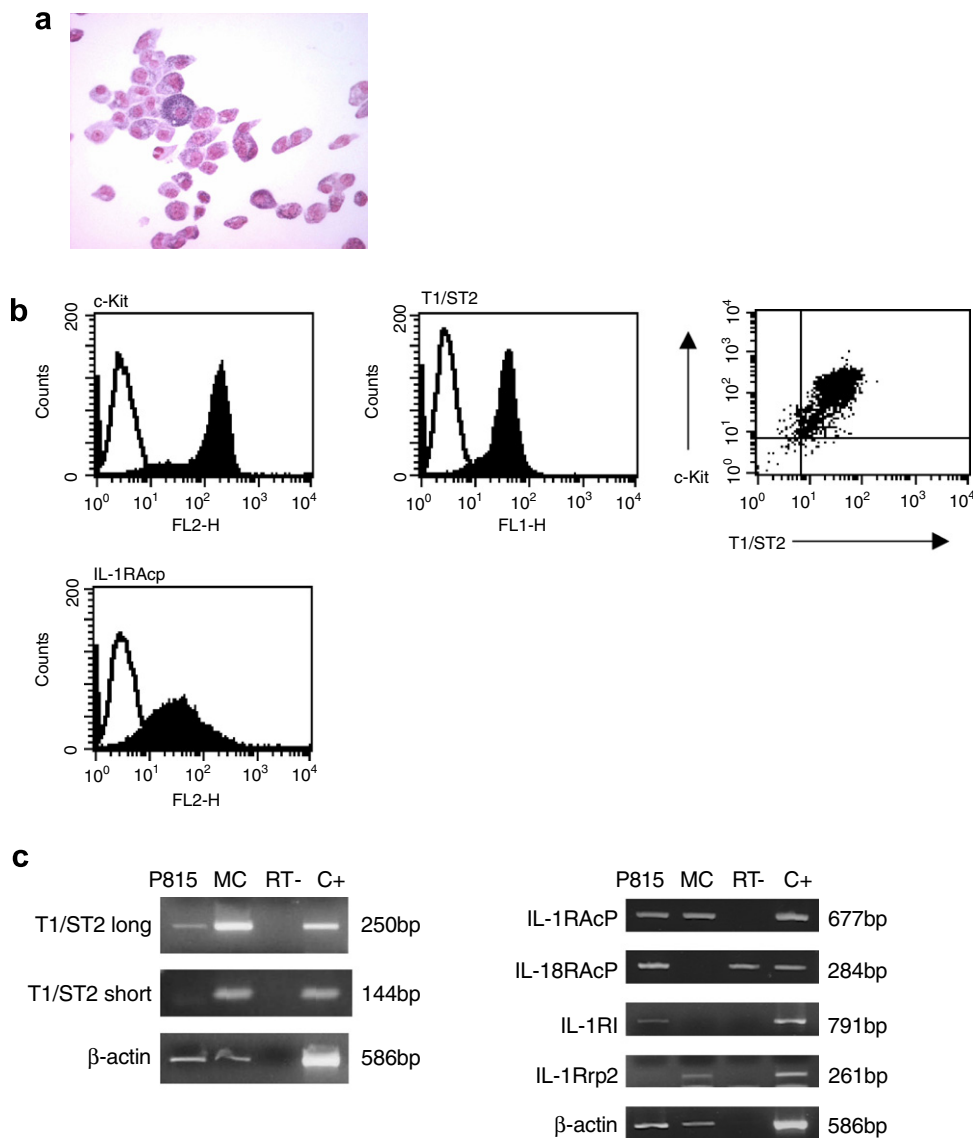 a
b
c-Kit
200
Counts
0
10^0 10^1 10^2 10^3 10^4
FL2-H
T1/ST2
200
Counts
0
10^0 10^1 10^2 10^3 10^4
FL1-H
10^4
10^3
10^2
10^1
10^0
c-Kit
10^0 10^1 10^2 10^3 10^4
T1/ST2
IL-1RAcp
200
Counts
0
10^0 10^1 10^2 10^3 10^4
FL2-H
c
P815 MC RT- C+
T1/ST2 long 250bp
T1/ST2 short 144bp
β-actin 586bp
P815 MC RT- C+
IL-1RAcP 677bp
IL-18RAcP 284bp
IL-1RI 791bp
IL-1Rrp2 261bp
β-actin 586bp